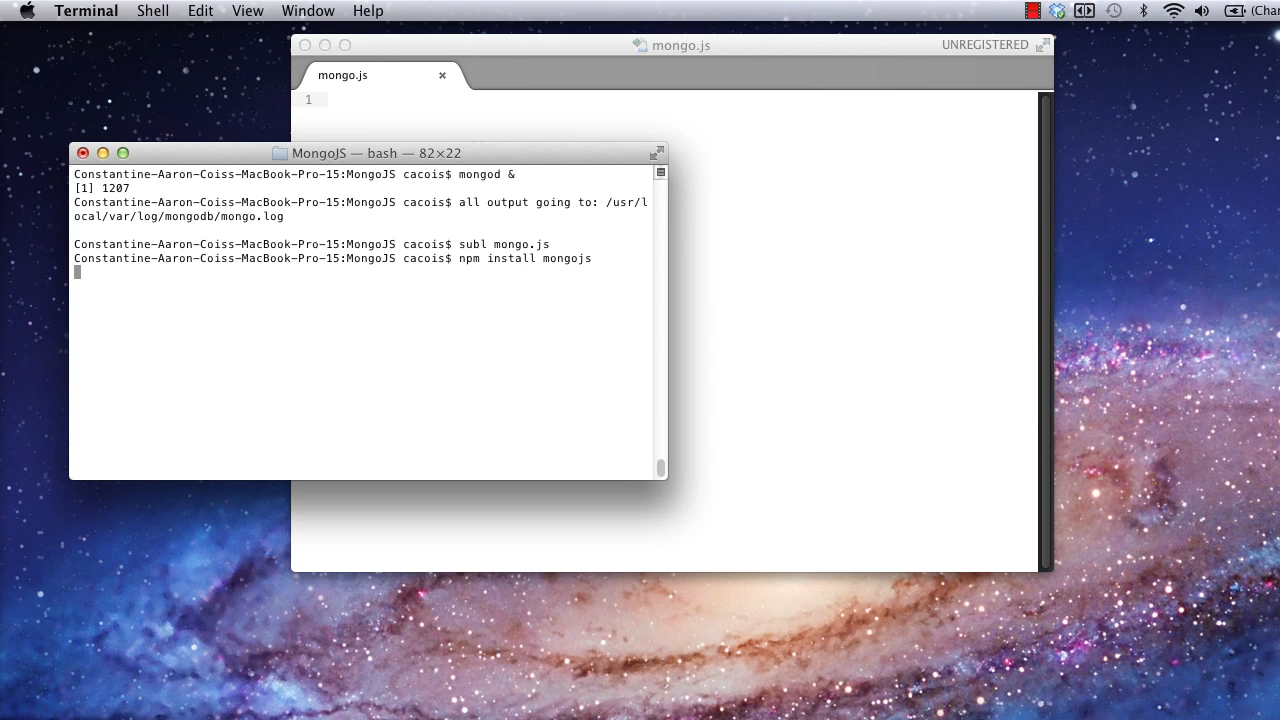 Terminal Shell Edit View Window Help (Char
mongo.js UNREGISTERED
mongo.js ×
1
MongoJS — bash — 82×22
Constantine-Aaron-Coiss-MacBook-Pro-15:MongoJS cacois$ mongod &
[1] 1207
Constantine-Aaron-Coiss-MacBook-Pro-15:MongoJS cacois$ all output going to: /usr/l
ocal/var/log/mongodb/mongo.log
Constantine-Aaron-Coiss-MacBook-Pro-15:MongoJS cacois$ subl mongo.js
Constantine-Aaron-Coiss-MacBook-Pro-15:MongoJS cacois$ npm install mongojs